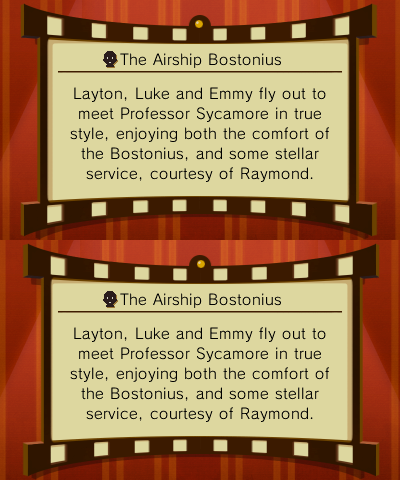 The Airship Bostonius
Layton, Luke and Emmy fly out to
meet Professor Sycamore in true
style, enjoying both the comfort of
the Bostonius, and some stellar
service, courtesy of Raymond.
The Airship Bostonius
Layton, Luke and Emmy fly out to
meet Professor Sycamore in true
style, enjoying both the comfort of
the Bostonius, and some stellar
service, courtesy of Raymond.